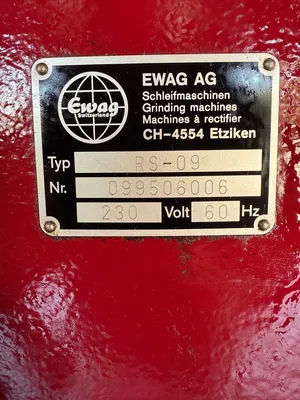 Ewag
Switzerland
EWAG AG
Schleifmaschinen
Grinding machines
Machines à rectifier
CH-4554 Etziken
Typ RS-09
Nr. 099506006
230 Volt 60 Hz